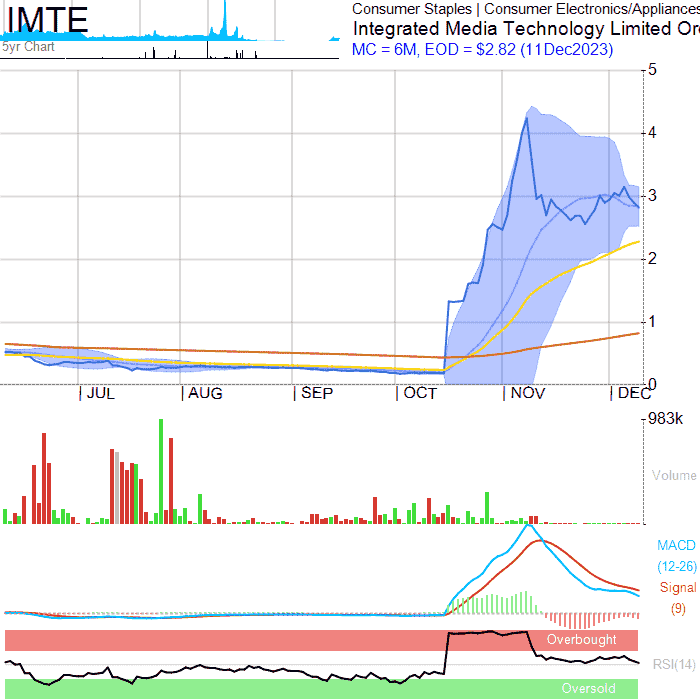 IMTE
5yr Chart
Consumer Staples | Consumer Electronics/Appliances
Integrated Media Technology Limited Or
MC = 6M, EOD = $2.82 (11Dec2023)
5
4
3
2
1
0
JUL AUG SEP OCT NOV DEC
983k
Volume
MACD
(12-26)
Signal
(9)
Overbought
RSI(14)
Oversold